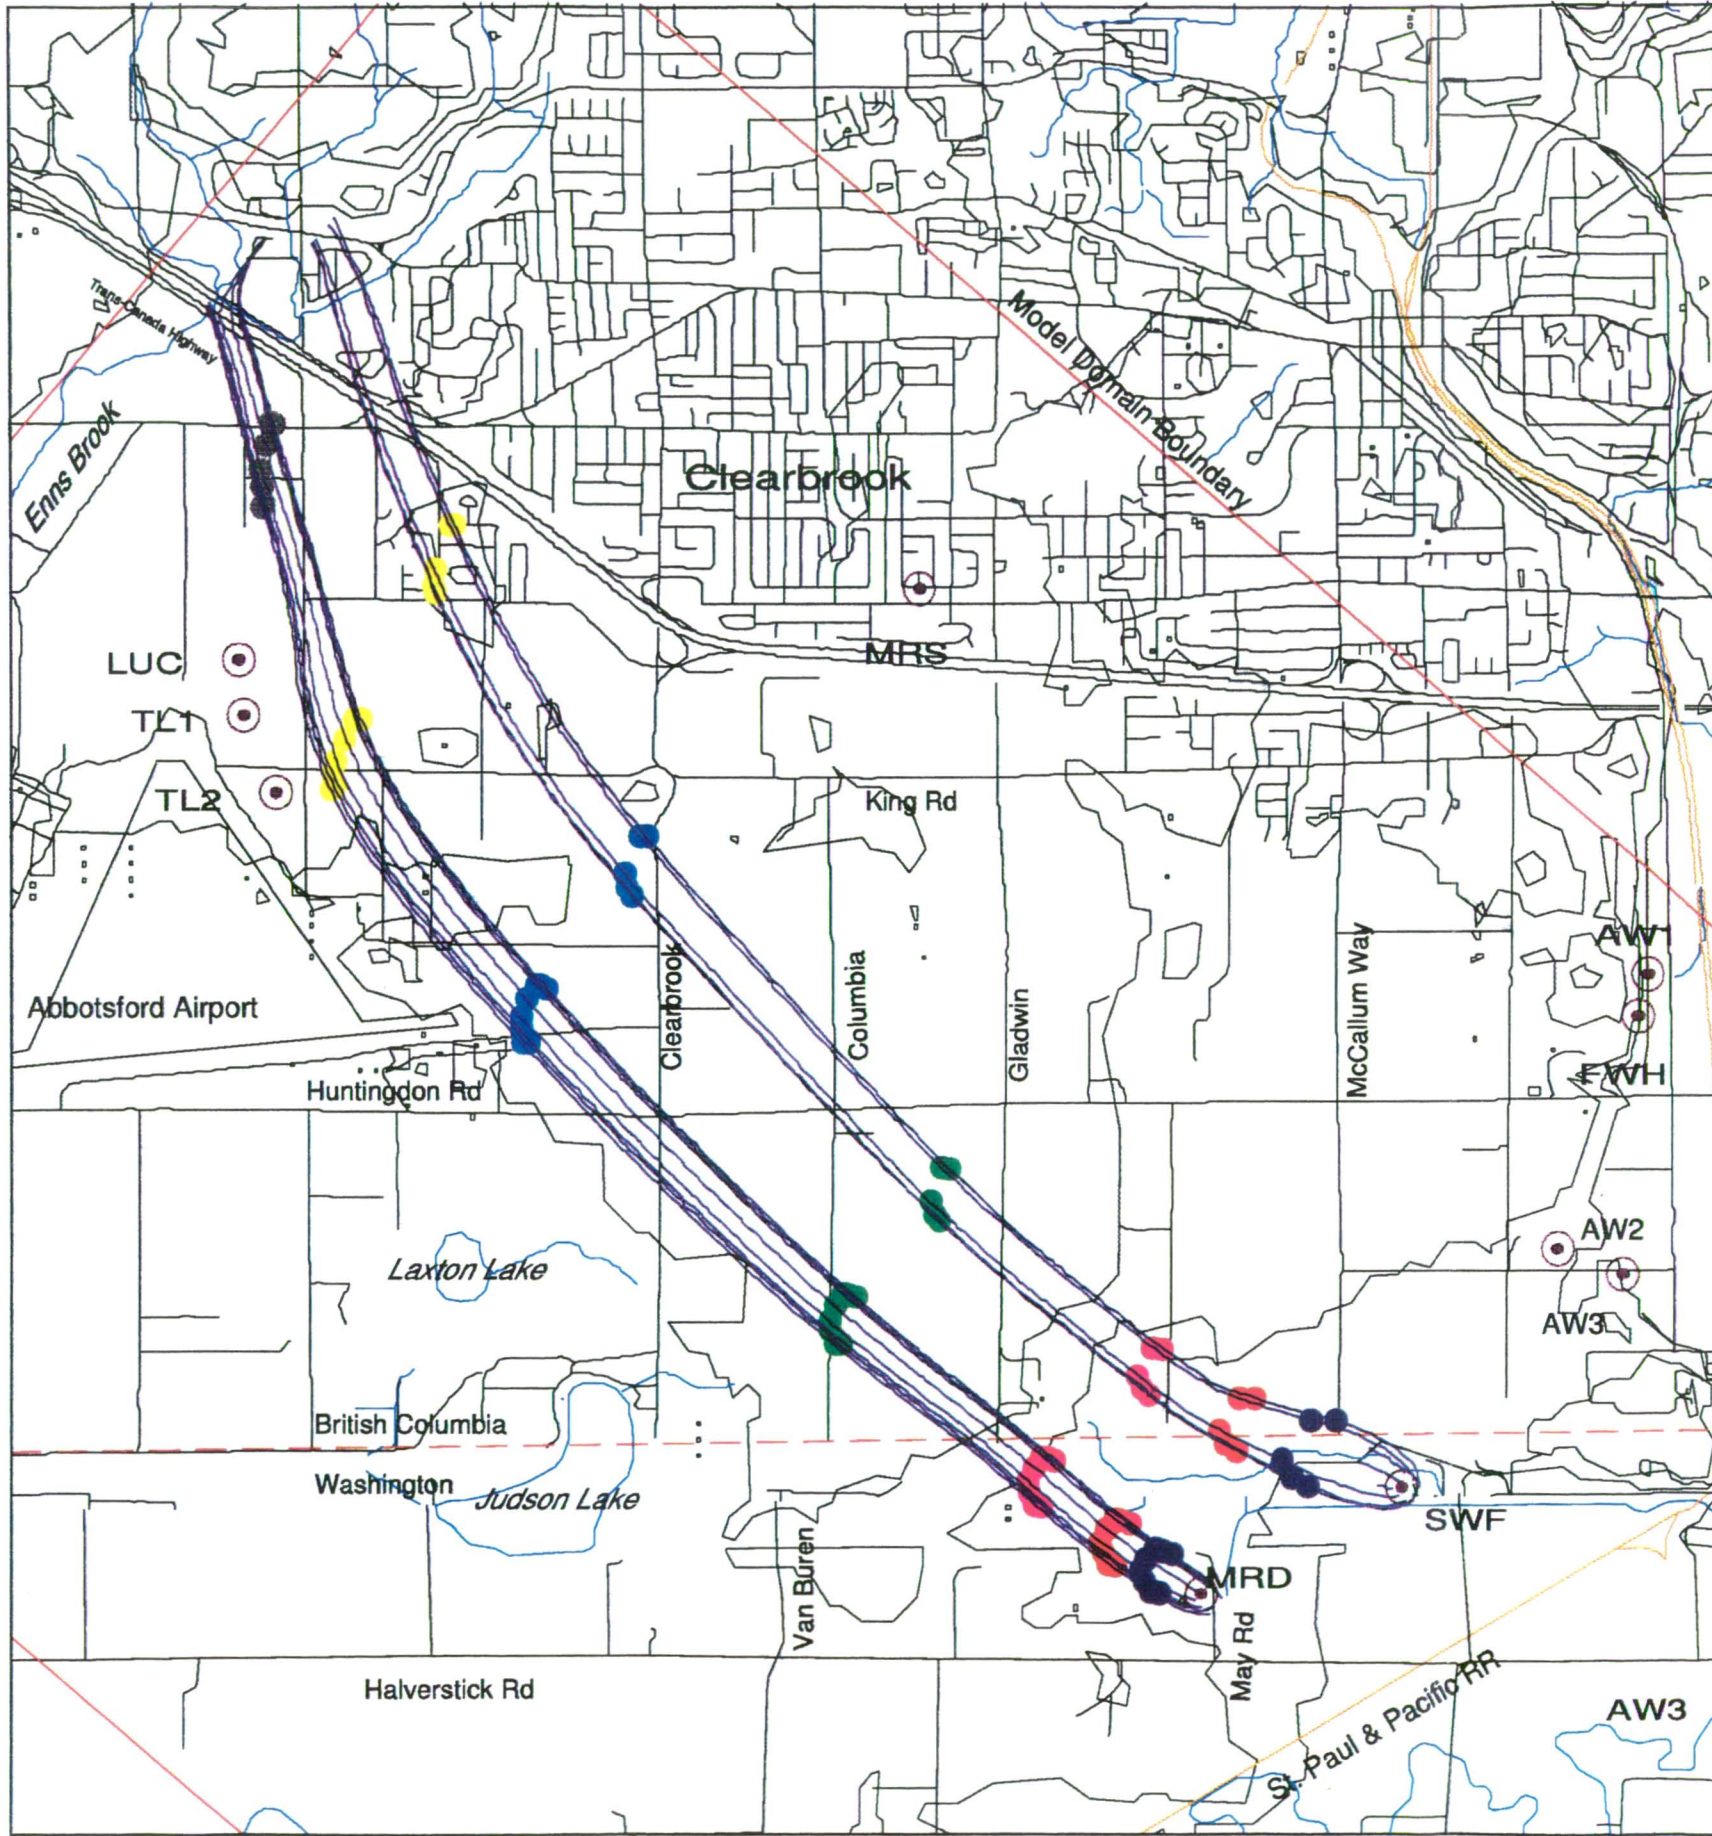 Trans-Canada Highway
Model Domain Boundary
Enns Brook
Clearbrook
LUC
MRS
TL1
TL2
King Rd
AW1
Abbotsford Airport
Clearbrook
Columbia
Gladwin
McCallum Way
FWH
Huntingdon Rd
AW2
Laxton Lake
AW3
British Columbia
Washington
Judson Lake
SWF
Van Buren
MRD
May Rd
Halverstick Rd
St. Paul & Pacific RR
AW3